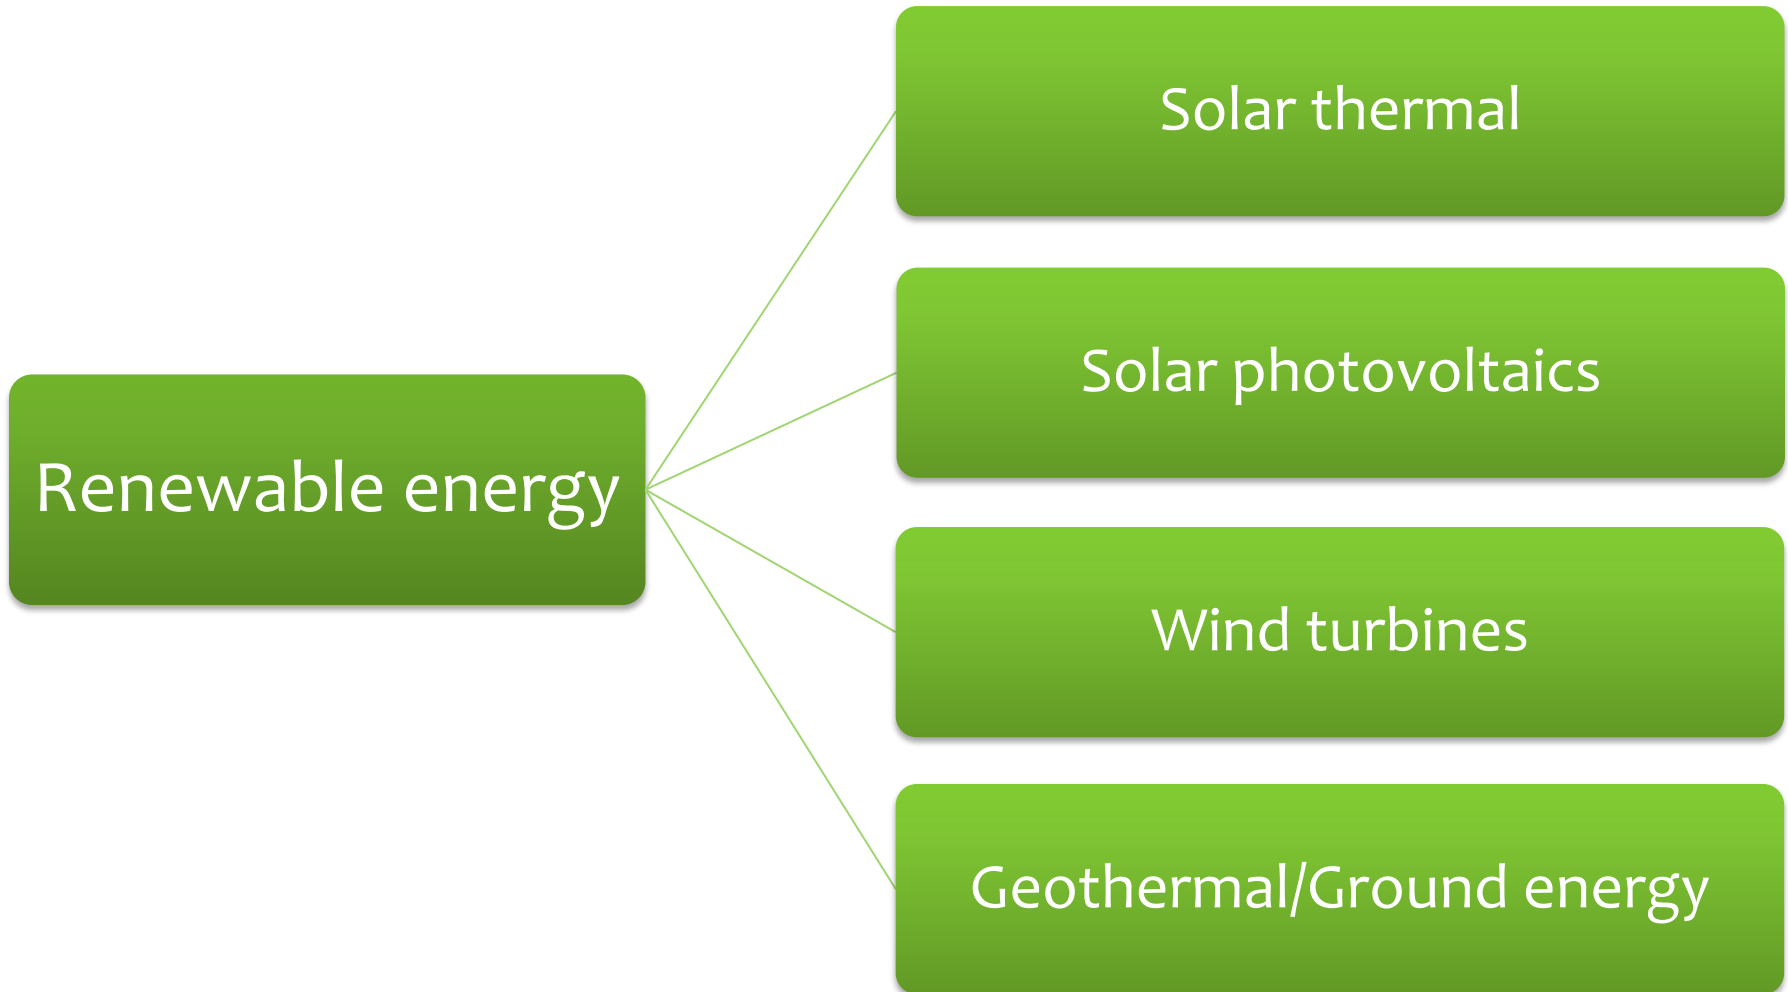 Renewable energy
Solar thermal
Solar photovoltaics
Wind turbines
Geothermal/Ground energy